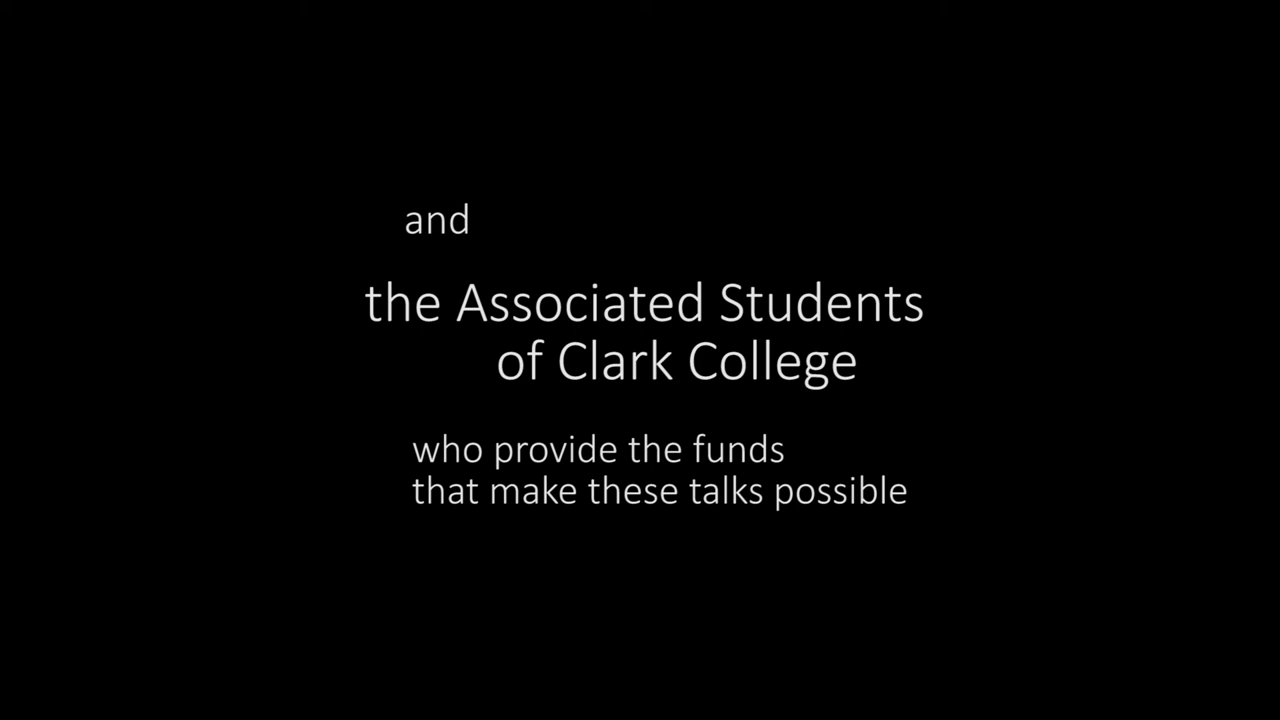 and
the Associated Students
of Clark College
who provide the funds
that make these talks possible